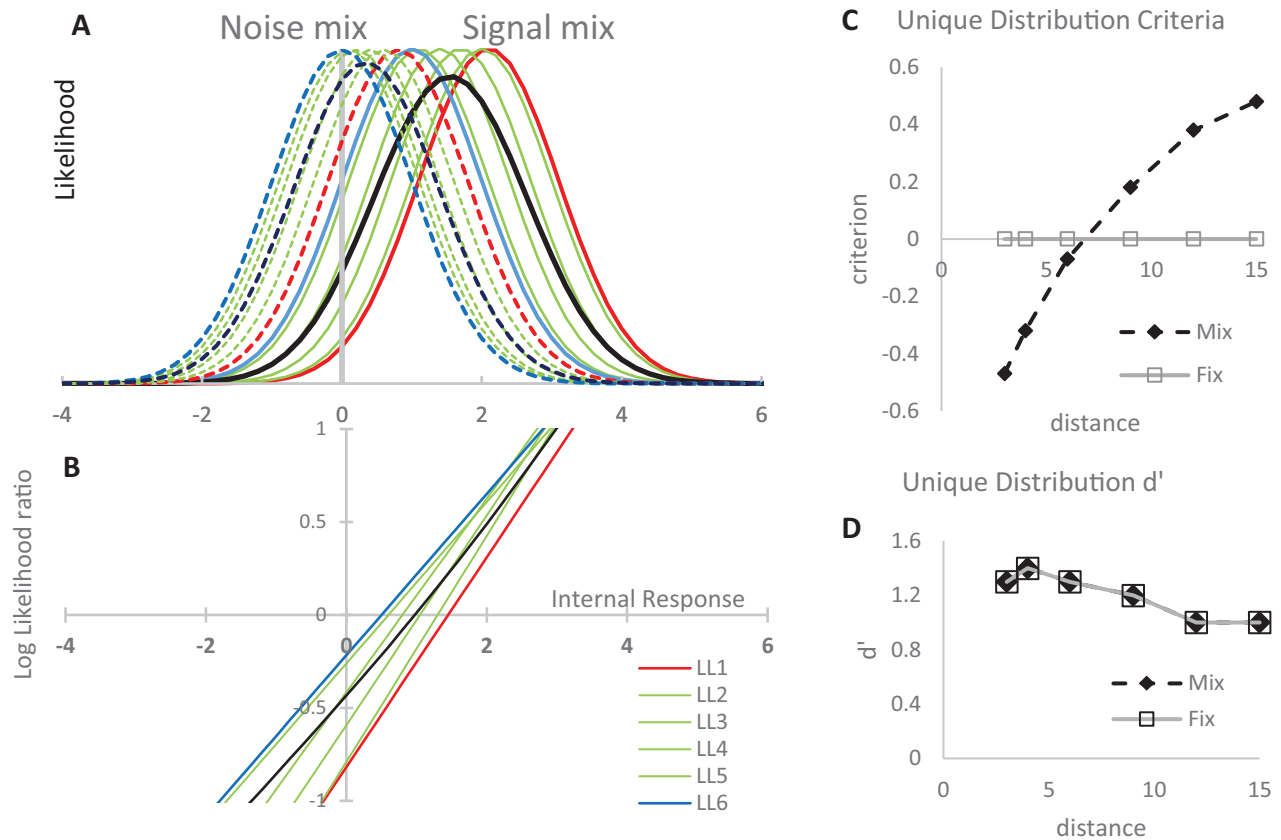 A
Noise mix
Signal mix
Likelihood
-4
-2
0
2
4
6
B
Log Likelihood ratio
1
0.5
0
-0.5
-1
Internal Response
-4
-2
0
2
4
6
LL1
LL2
LL3
LL4
LL5
LL6
C
Unique Distribution Criteria
criterion
0.6
0.4
0.2
0
-0.2
-0.4
-0.6
0
5
10
15
Mix
Fix
distance
Unique Distribution d'
D
d'
1.6
1.2
0.8
0.4
0
Mix
Fix
0
5
10
15
distance